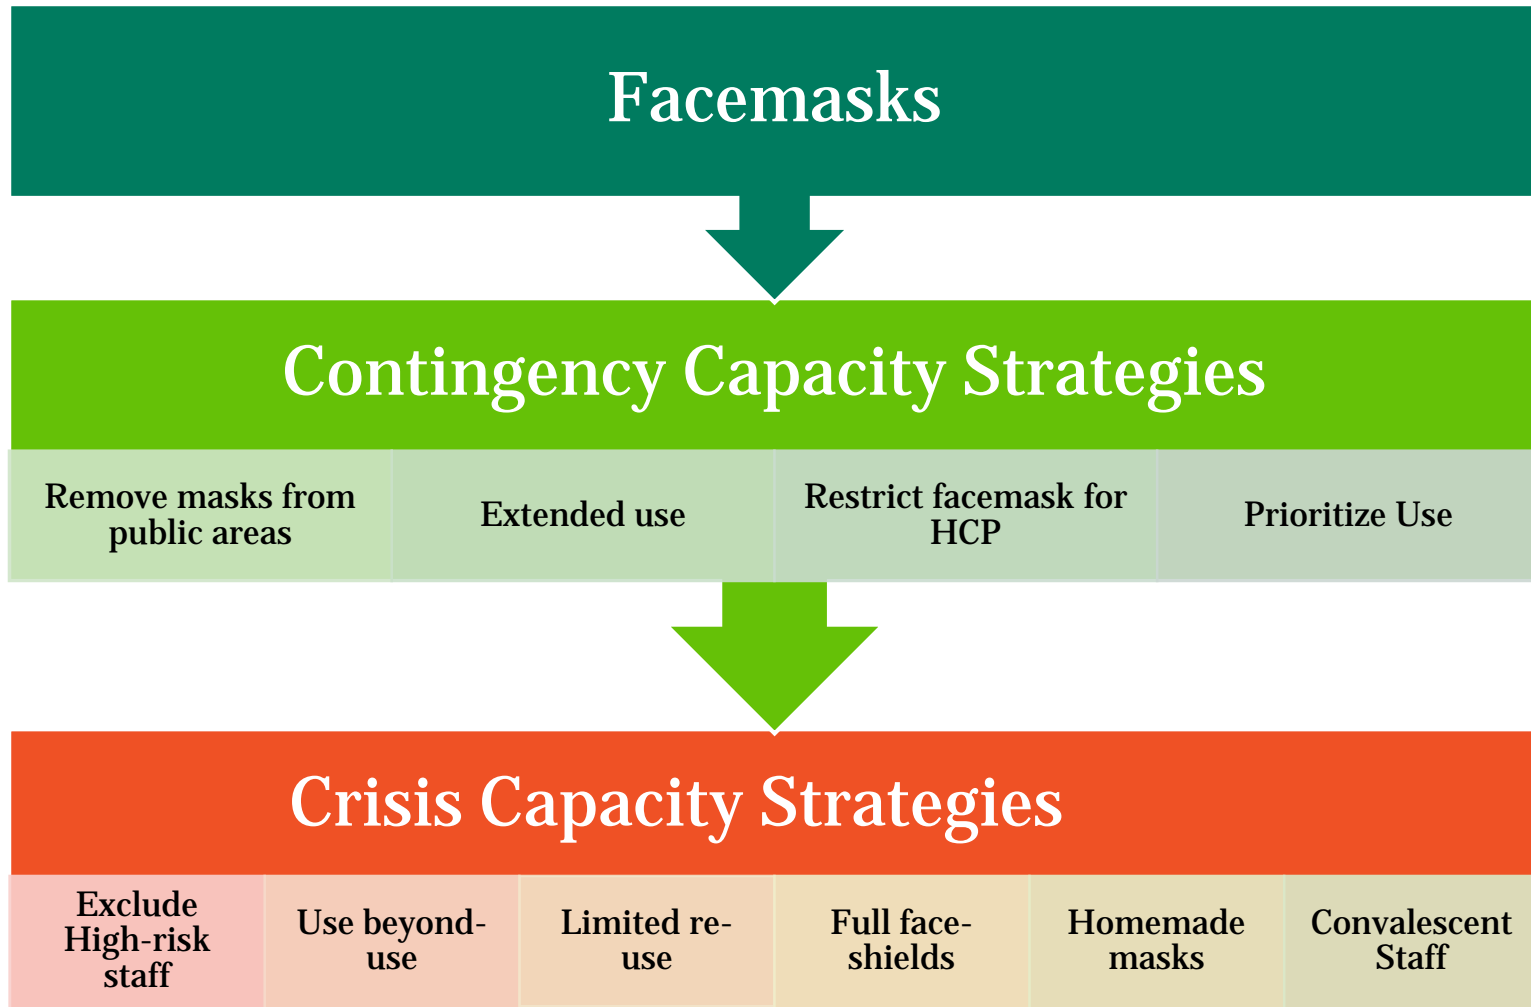 Facemasks
Contingency Capacity Strategies
Remove masks from
public areas
Extended use
Restrict facemask for
HCP
Prioritize Use
Crisis Capacity Strategies
Exclude
High-risk
staff
Use beyond-
use
Limited re-
use
Full face-
shields
Homemade
masks
Convalescent
Staff